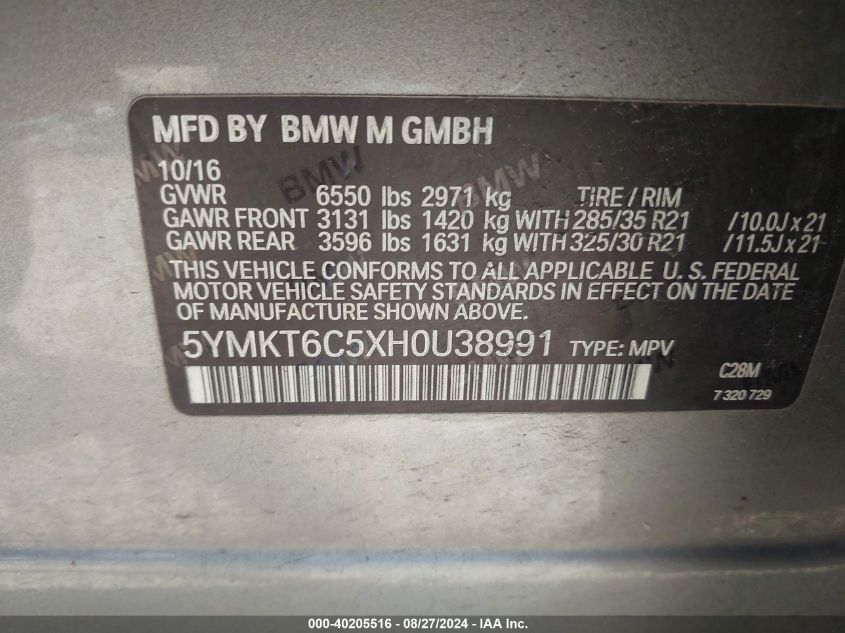 MFD BY BMW M GMBH
10/16
GVWR 6550 lbs 2971 kg TIRE / RIM
GAWR FRONT 3131 lbs 1420 kg WITH 285/35 R21 /10.0J x 21
GAWR REAR 3596 lbs 1631 kg WITH 325/30 R21 /11.5J x 21
THIS VEHICLE CONFORMS TO ALL APPLICABLE U. S. FEDERAL
MOTOR VEHICLE SAFETY STANDARDS IN EFFECT ON THE DATE
OF MANUFACTURE SHOWN ABOVE.
5YMKT6C5XH0U38991 TYPE: MPV
C28M
7 320 729
000-40205516 - 08/27/2024 - IAA Inc.